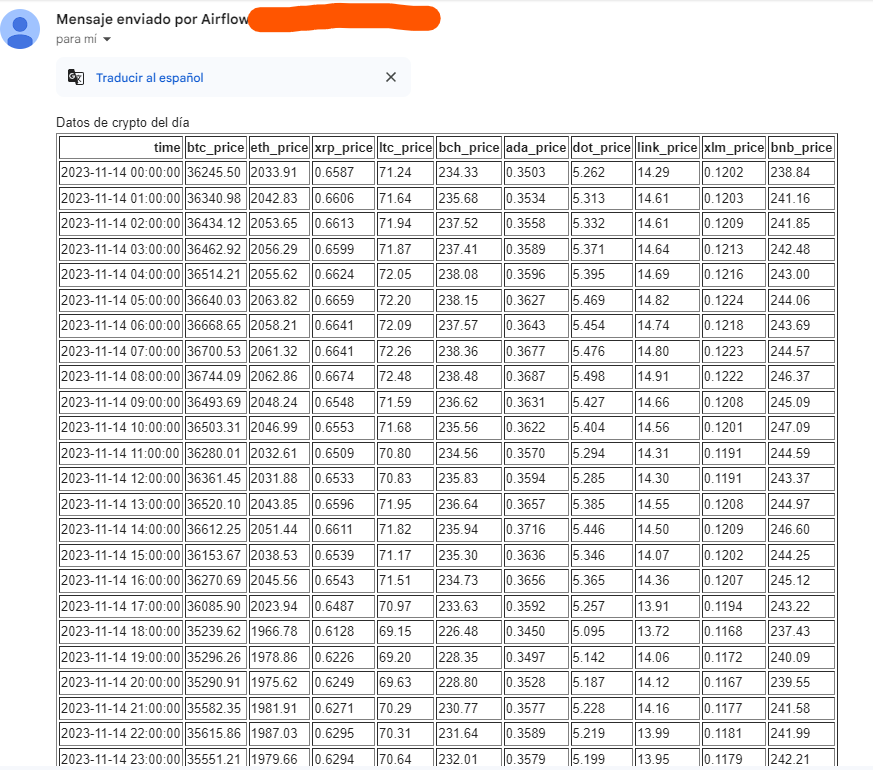 Mensaje enviado por Airflow
para mí
Traducir al español
Datos de crypto del día
time btc_price eth_price xrp_price ltc_price bch_price ada_price dot_price link_price xlm_price bnb_price
2023-11-14 00:00:00 36245.50 2033.91 0.6587 71.24 234.33 0.3503 5.262 14.29 0.1202 238.84
2023-11-14 01:00:00 36340.98 2042.83 0.6606 71.64 235.68 0.3534 5.313 14.61 0.1203 241.16
2023-11-14 02:00:00 36434.12 2053.65 0.6613 71.94 237.52 0.3558 5.332 14.61 0.1209 241.85
2023-11-14 03:00:00 36462.92 2056.29 0.6599 71.87 237.41 0.3589 5.371 14.64 0.1213 242.48
2023-11-14 04:00:00 36514.21 2055.62 0.6624 72.05 238.08 0.3596 5.395 14.69 0.1216 243.00
2023-11-14 05:00:00 36640.03 2063.82 0.6659 72.20 238.15 0.3627 5.469 14.82 0.1224 244.06
2023-11-14 06:00:00 36668.65 2058.21 0.6641 72.09 237.57 0.3643 5.454 14.74 0.1218 243.69
2023-11-14 07:00:00 36700.53 2061.32 0.6641 72.26 238.36 0.3677 5.476 14.80 0.1223 244.57
2023-11-14 08:00:00 36744.09 2062.86 0.6674 72.48 238.48 0.3687 5.498 14.91 0.1222 246.37
2023-11-14 09:00:00 36493.69 2048.24 0.6548 71.59 236.62 0.3631 5.427 14.66 0.1208 245.09
2023-11-14 10:00:00 36503.31 2046.99 0.6553 71.68 235.56 0.3622 5.404 14.56 0.1201 247.09
2023-11-14 11:00:00 36280.01 2032.61 0.6509 70.80 234.56 0.3570 5.294 14.31 0.1191 244.59
2023-11-14 12:00:00 36361.45 2031.88 0.6533 70.83 235.83 0.3594 5.285 14.30 0.1191 243.37
2023-11-14 13:00:00 36520.10 2043.85 0.6596 71.95 236.64 0.3657 5.385 14.55 0.1208 244.97
2023-11-14 14:00:00 36612.25 2051.44 0.6611 71.82 235.94 0.3716 5.446 14.50 0.1209 246.60
2023-11-14 15:00:00 36153.67 2038.53 0.6539 71.17 235.30 0.3636 5.346 14.07 0.1202 244.25
2023-11-14 16:00:00 36270.69 2045.56 0.6543 71.51 234.73 0.3656 5.365 14.36 0.1207 245.12
2023-11-14 17:00:00 36085.90 2023.94 0.6487 70.97 233.63 0.3592 5.257 13.91 0.1194 243.22
2023-11-14 18:00:00 35239.62 1966.78 0.6128 69.15 226.48 0.3450 5.095 13.72 0.1168 237.43
2023-11-14 19:00:00 35296.26 1978.86 0.6226 69.20 228.35 0.3497 5.142 14.06 0.1172 240.09
2023-11-14 20:00:00 35290.91 1975.62 0.6249 69.63 228.80 0.3528 5.187 14.12 0.1167 239.55
2023-11-14 21:00:00 35582.35 1981.91 0.6271 70.29 230.77 0.3577 5.228 14.16 0.1177 241.58
2023-11-14 22:00:00 35615.86 1987.03 0.6295 70.31 231.64 0.3589 5.219 13.99 0.1181 241.99
2023-11-14 23:00:00 35551.21 1979.66 0.6294 70.64 232.01 0.3579 5.199 13.95 0.1179 242.21